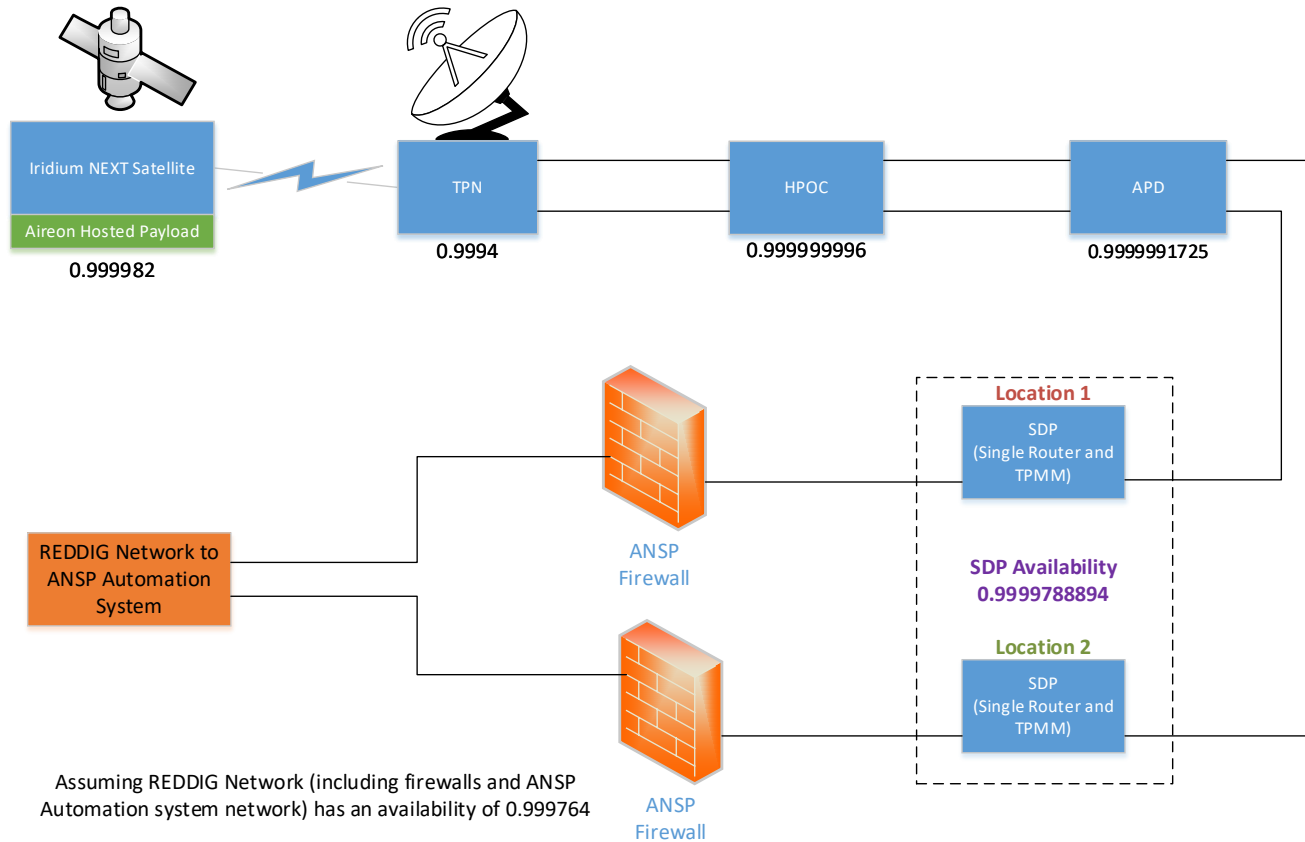 Iridium NEXT Satellite
Aireon Hosted Payload
0.999982
TPN
0.9994
HPOC
0.999999996
APD
0.9999991725
Location 1
SDP
(Single Router and
TPMM)
ANSP
Firewall
REDDIG Network to
ANSP Automation
System
SDP Availability
0.9999788894
Location 2
SDP
(Single Router and
TPMM)
ANSP
Firewall
Assuming REDDIG Network (including firewalls and ANSP
Automation system network) has an availability of 0.999764